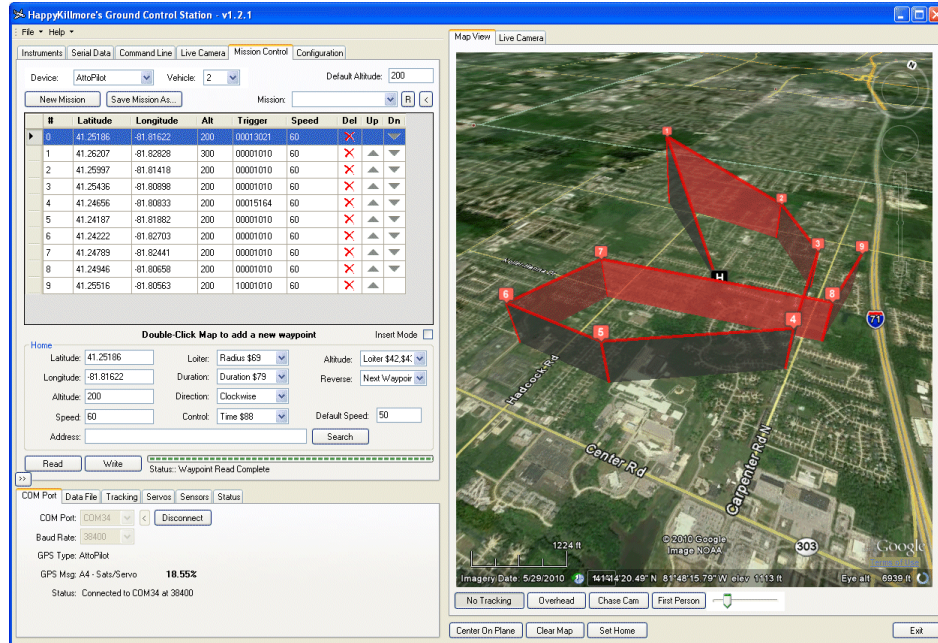 HappyKillmore's Ground Control Station - v1.2.1
File Help
Instruments Serial Data Command Line Live Camera Mission Control Configuration
Device: AttoPilot Vehicle: 2 Default Altitude: 200
New Mission Save Mission As... Mission: R <
# Latitude Longitude Alt Trigger Speed Del Up Dn
0 41.25186 -81.81622 200 00013021 60
1 41.26207 -81.82828 300 00001010 60
2 41.25997 -81.81418 200 00001010 60
3 41.25436 -81.80898 200 00001010 60
4 41.24656 -81.80833 200 00015164 60
5 41.24187 -81.81882 200 00001010 60
6 41.24222 -81.82703 200 00001010 60
7 41.24789 -81.82441 200 00001010 60
8 41.24946 -81.80658 200 00001010 60
9 41.25516 -81.80563 200 10001010 60
Double-Click Map to add a new waypoint Insert Mode
Home
Latitude: 41.25186 Loiter: Radius $69 Altitude: Loiter $42,$4
Longitude: -81.81622 Duration: Duration $79 Reverse: Next Waypoir
Altitude: 200 Direction: Clockwise
Speed: 60 Control: Time $88 Default Speed: 50
Address: Search
Read Write Status:: Waypoint Read Complete
>>
COM Port Data File Tracking Servos Sensors Status
COM Port: COM34 < Disconnect
Baud Rate: 38400
GPS Type: AttoPilot
GPS Msg: A4 - Sats/Servo 18.55%
Status: Connected to COM34 at 38400
Map View Live Camera
N
1
2
3
9
7
H
6
8
4
5
71
Hadcock Rd
Center Rd
Carpenter Rd N
303
1224 ft
© 2010 Google
Image NOAA
Google
Imagery Date: 5/29/2010 81°48'15.79" W elev 1113 ft Eye alt 6939 ft
No Tracking Overhead Chase Cam First Person
Center On Plane Clear Map Set Home Exit